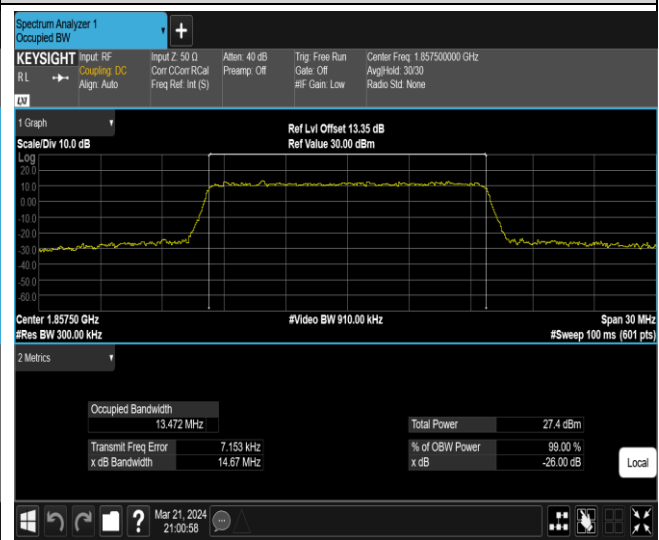 Spectrum Analyzer 1
Occupied BW
KEYSIGHT Input: RF Input Z: 50 Ω Atten: 40 dB Trig: Free Run Center Freq: 1.857500000 GHz
RL Coupling: DC Corr CCorr RCal Preamp: Off Gate: Off Avg|Hold: 30/30
Align: Auto Freq Ref: Int (S) #IF Gain: Low Radio Std: None
LXI
1 Graph
Ref Lvl Offset 13.35 dB
Scale/Div 10.0 dB Ref Value 30.00 dBm
Log
20.0
10.0
0.00
-10.0
-20.0
-30.0
-40.0
-50.0
-60.0
Center 1.85750 GHz #Video BW 910.00 kHz Span 30 MHz
#Res BW 300.00 kHz #Sweep 100 ms (601 pts)
2 Metrics
Occupied Bandwidth
13.472 MHz Total Power 27.4 dBm
Transmit Freq Error 7.153 kHz % of OBW Power 99.00 %
x dB Bandwidth 14.67 MHz x dB -26.00 dB
Local
? Mar 21, 2024
21:00:58